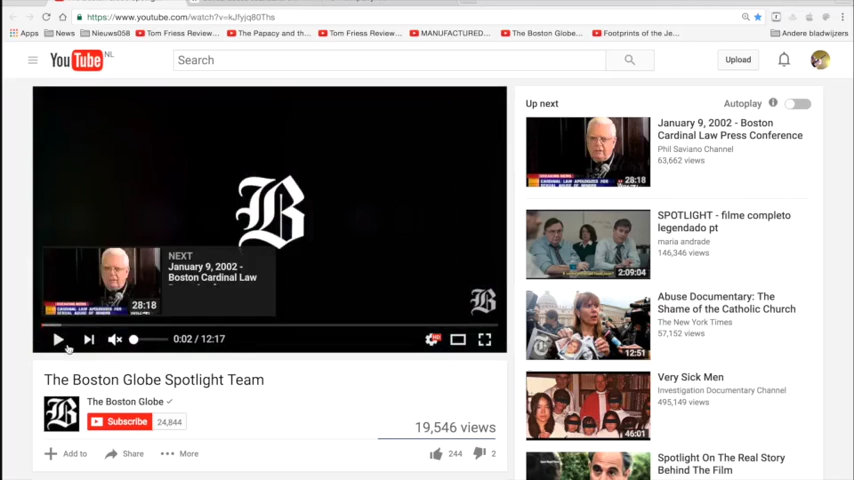 https://www.youtube.com/watch?v=kJfyjq80Ths
Apps
News
Nieuws058
Tom Friess Review...
The Papacy and th...
Tom Friess Review...
MANUFACTURED...
The Boston Globe...
Footprints of the Je...
Andere bladwijzers
YouTube NL
Search
Upload
B
NEXT
January 9, 2002 -
Boston Cardinal Law
28:18
B
0:02 / 12:17
HD
The Boston Globe Spotlight Team
B
The Boston Globe
Subscribe 24,844
19,546 views
Add to
Share
More
244
2
Up next
Autoplay
January 9, 2002 - Boston
Cardinal Law Press Conference
Phil Saviano Channel
63,662 views
28:18
SPOTLIGHT - filme completo
legendado pt
maria andrade
146,346 views
2:09:04
Abuse Documentary: The
Shame of the Catholic Church
The New York Times
57,152 views
12:51
Very Sick Men
Investigation Documentary Channel
495,149 views
46:01
Spotlight On The Real Story
Behind The Film